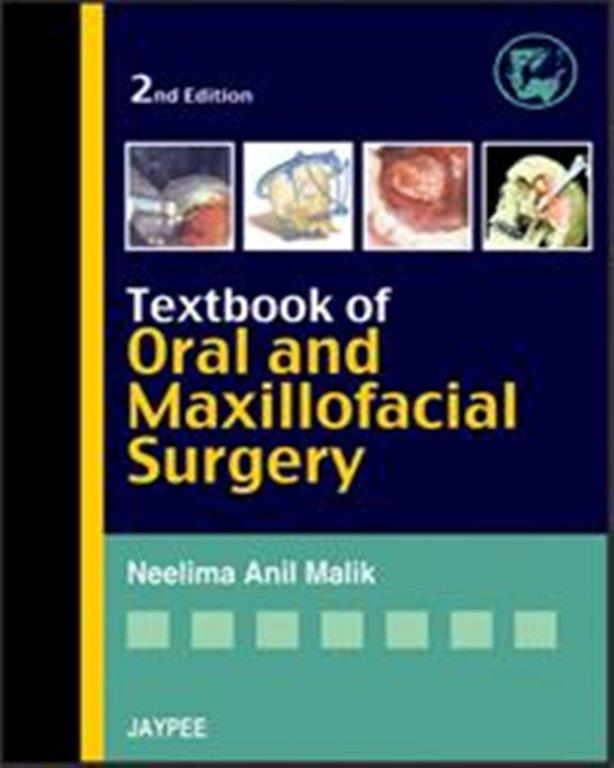 2nd Edition
Textbook of
Oral and
Maxillofacial
Surgery
Neelima Anil Malik
JAYPEE